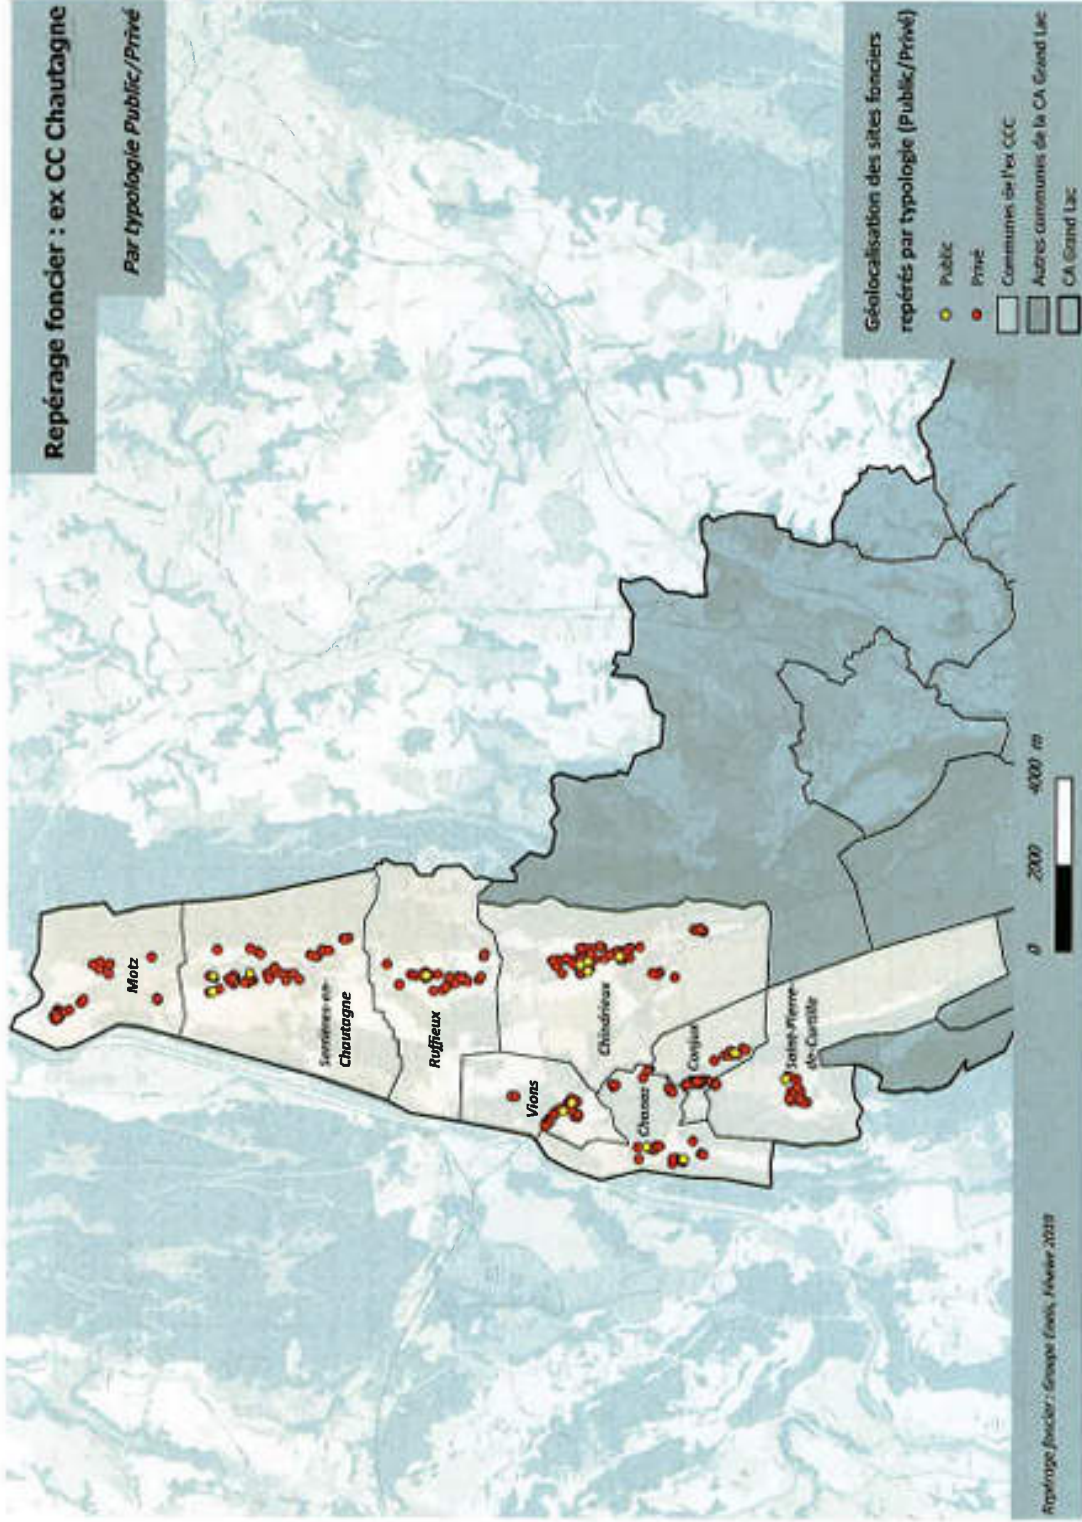 Repérage foncier : ex CC Chautagne
Par typologie Public/Privé
Motz
Serrières-en-
Chautagne
Ruffieux
Vions
Chindrieux
Chanaz
Conjux
Saint-Pierre-
de-Curtille
Géolocalisation des sites fonciers
repérés par typologie (Public/Privé)
Public
Privé
Communes de l'ex CCC
Autres communes de la CA Grand Lac
CA Grand Lac
0 2000 4000 m
Repérage foncier : Groupe Enéis, Février 2019